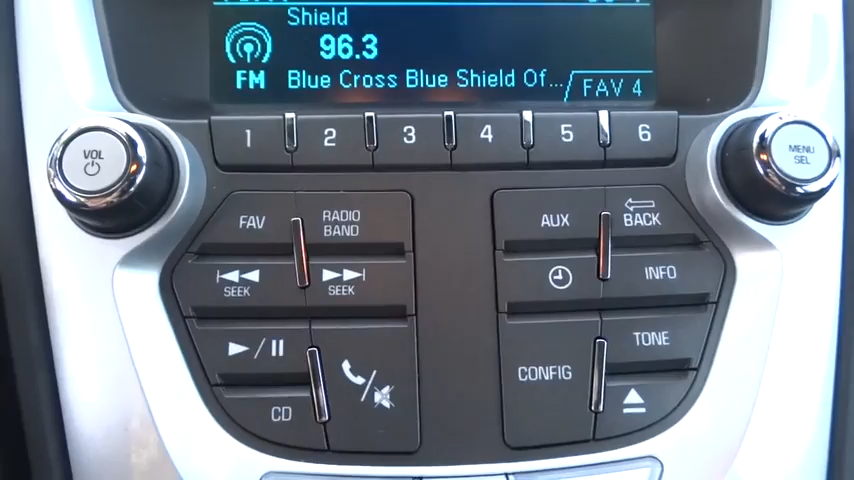 Shield
96.3
FM
Blue Cross Blue Shield Of...
FAV 4
1 2 3 4 5 6
VOL
MENU
SEL
FAV
RADIO
BAND
AUX
BACK
SEEK
SEEK
INFO
TONE
CONFIG
CD